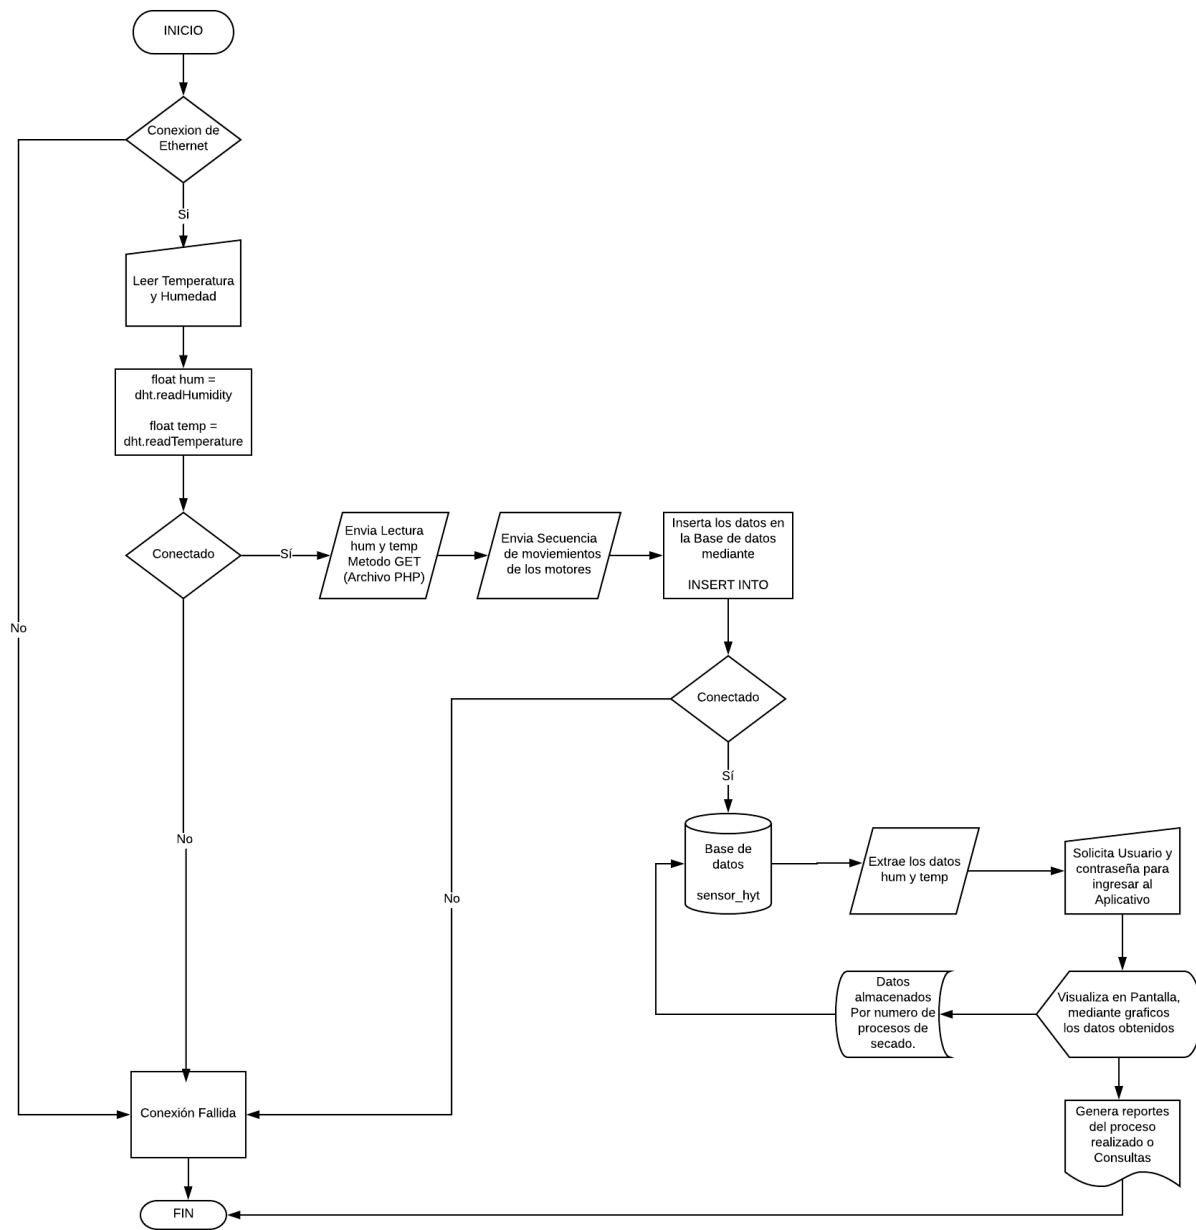 INICIO
Conexion de
Ethernet
Si
Leer Temperatura
y Humedad
float hum =
dht.readHumidity
float temp =
dht.readTemperature
Conectado
Sí
Envia Lectura
hum y temp
Metodo GET
(Archivo PHP)
Envia Secuencia
de moviemientos
de los motores
Inserta los datos en
la Base de datos
mediante
INSERT INTO
No
Conectado
Sí
No
No
Base de
datos
sensor_hyt
Extrae los datos
hum y temp
Solicita Usuario y
contraseña para
ingresar al
Aplicativo
Datos
almacenados
Por numero de
procesos de
secado.
Visualiza en Pantalla,
mediante graficos
los datos obtenidos
Conexión Fallida
Genera reportes
del proceso
realizado o
Consultas
FIN